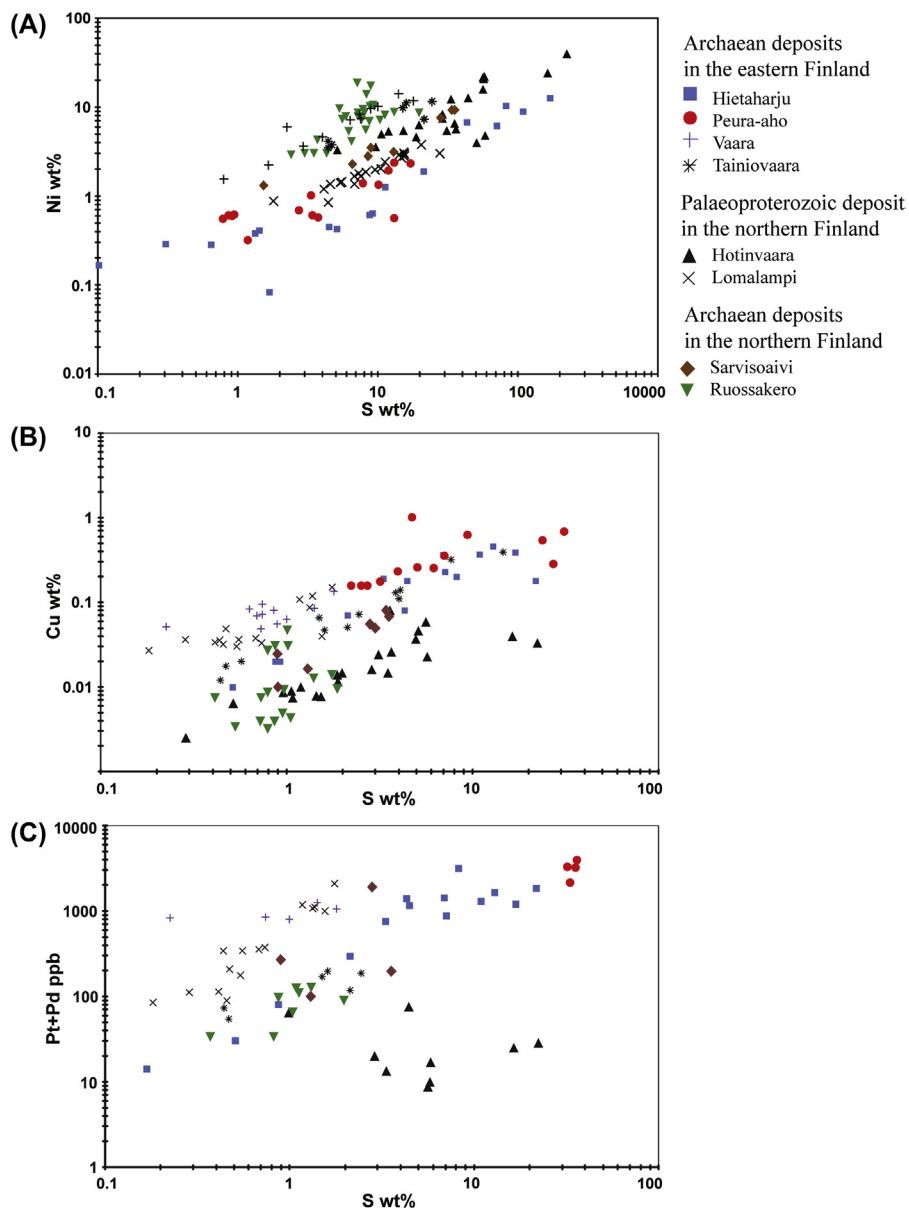 (A)
100
10
1
0.1
0.01
Ni wt%
0.1
1
10
100
1000
10000
S wt%
Archaean deposits
in the eastern Finland
Hietaharju
Peura-aho
Vaara
Tainiovaara
Palaeoproterozoic deposit
in the northern Finland
Hotinvaara
Lomalampi
Archaean deposits
in the northern Finland
Sarvisoaivi
Ruossakero
(B)
10
1
0.1
0.01
Cu wt%
0.1
1
10
100
S wt%
(C)
10000
1000
100
10
1
Pt+Pd ppb
0.1
1
10
100
S wt%